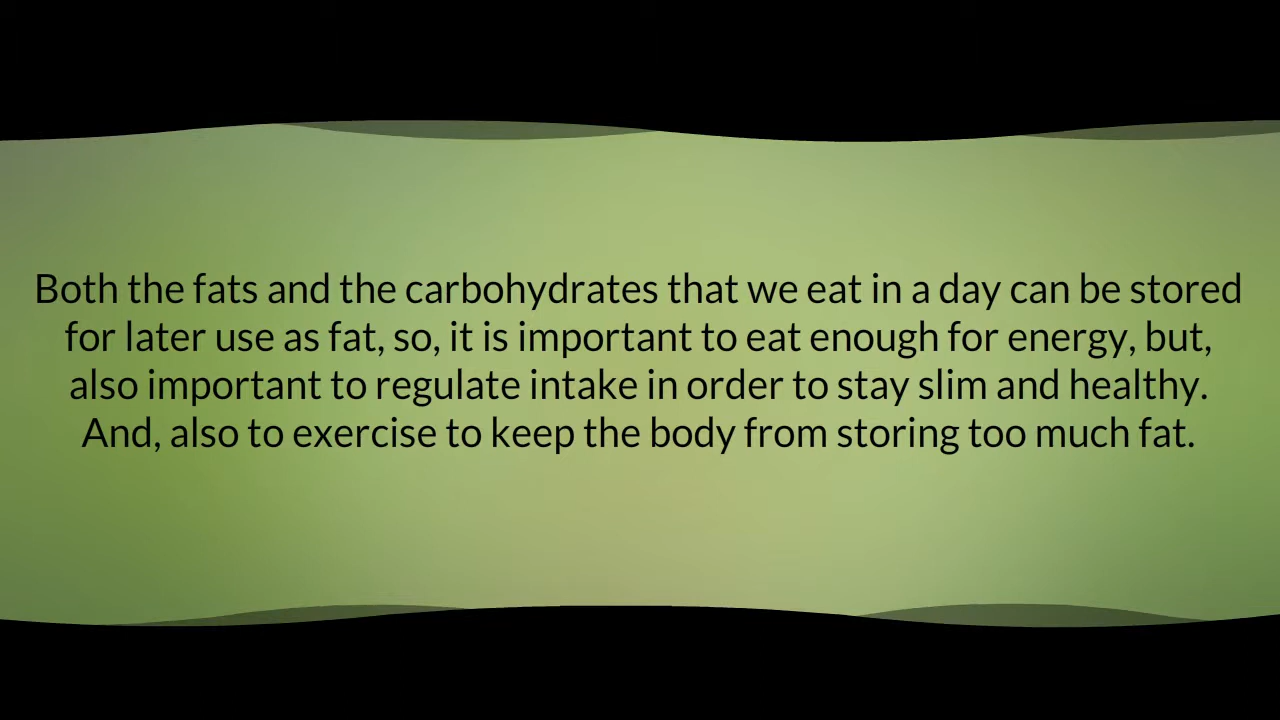 Both the fats and the carbohydrates that we eat in a day can be stored
for later use as fat, so, it is important to eat enough for energy, but,
also important to regulate intake in order to stay slim and healthy.
And, also to exercise to keep the body from storing too much fat.